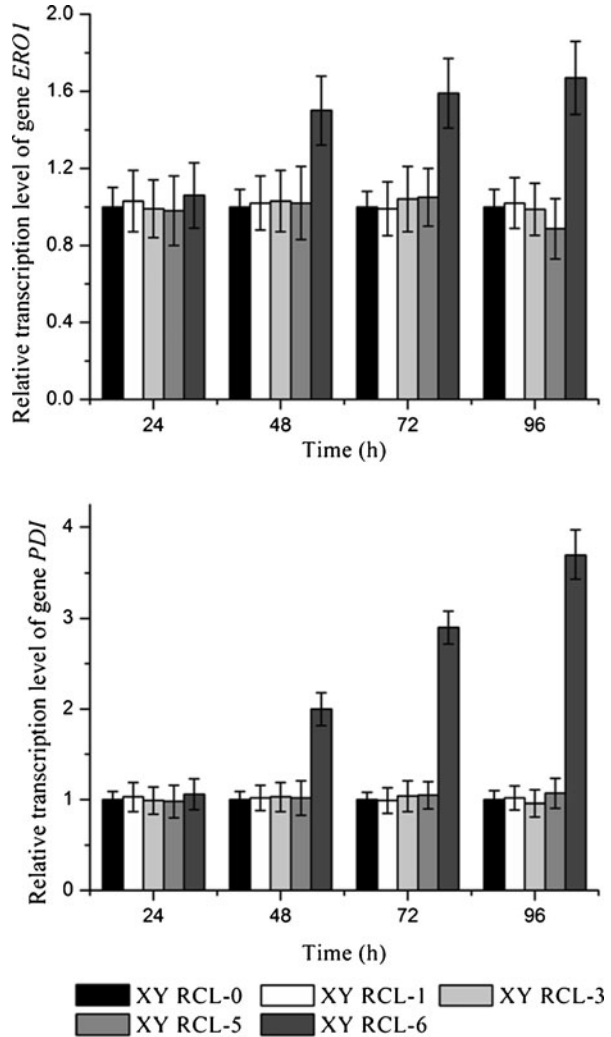 Relative transcription level of gene ERO1
2.0
1.6
1.2
0.8
0.4
0.0
24 48 72 96
Time (h)
Relative transcription level of gene PDI
4
3
2
1
0
24 48 72 96
Time (h)
XY RCL-0 XY RCL-1 XY RCL-3
XY RCL-5 XY RCL-6